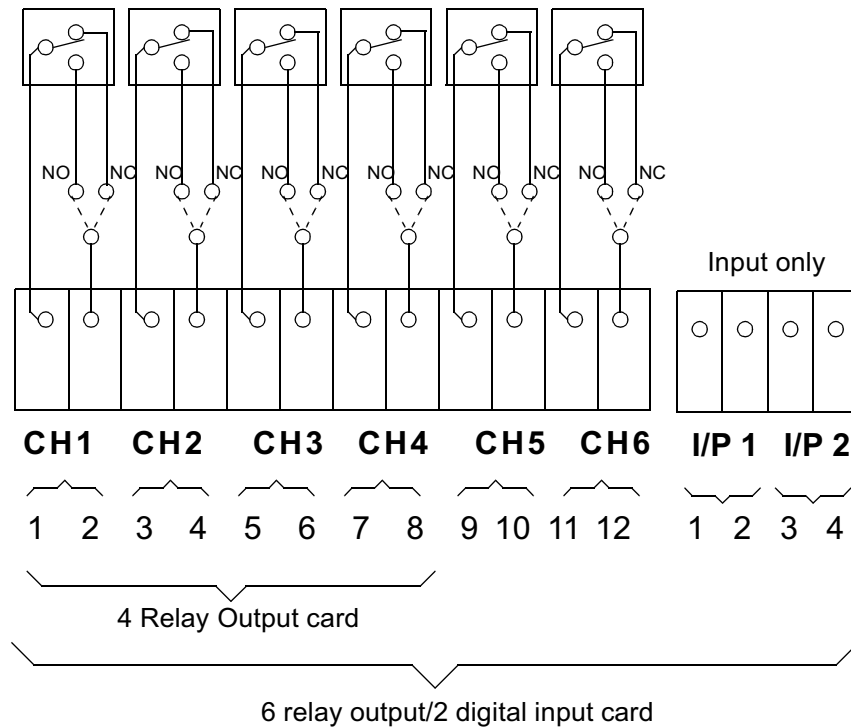 NO NC NO NC NO NC NO NC NO NC NO NC
Input only
CH1 CH2 CH3 CH4 CH5 CH6 I/P 1 I/P 2
1 2 3 4 5 6 7 8 9 10 11 12 1 2 3 4
4 Relay Output card
6 relay output/2 digital input card